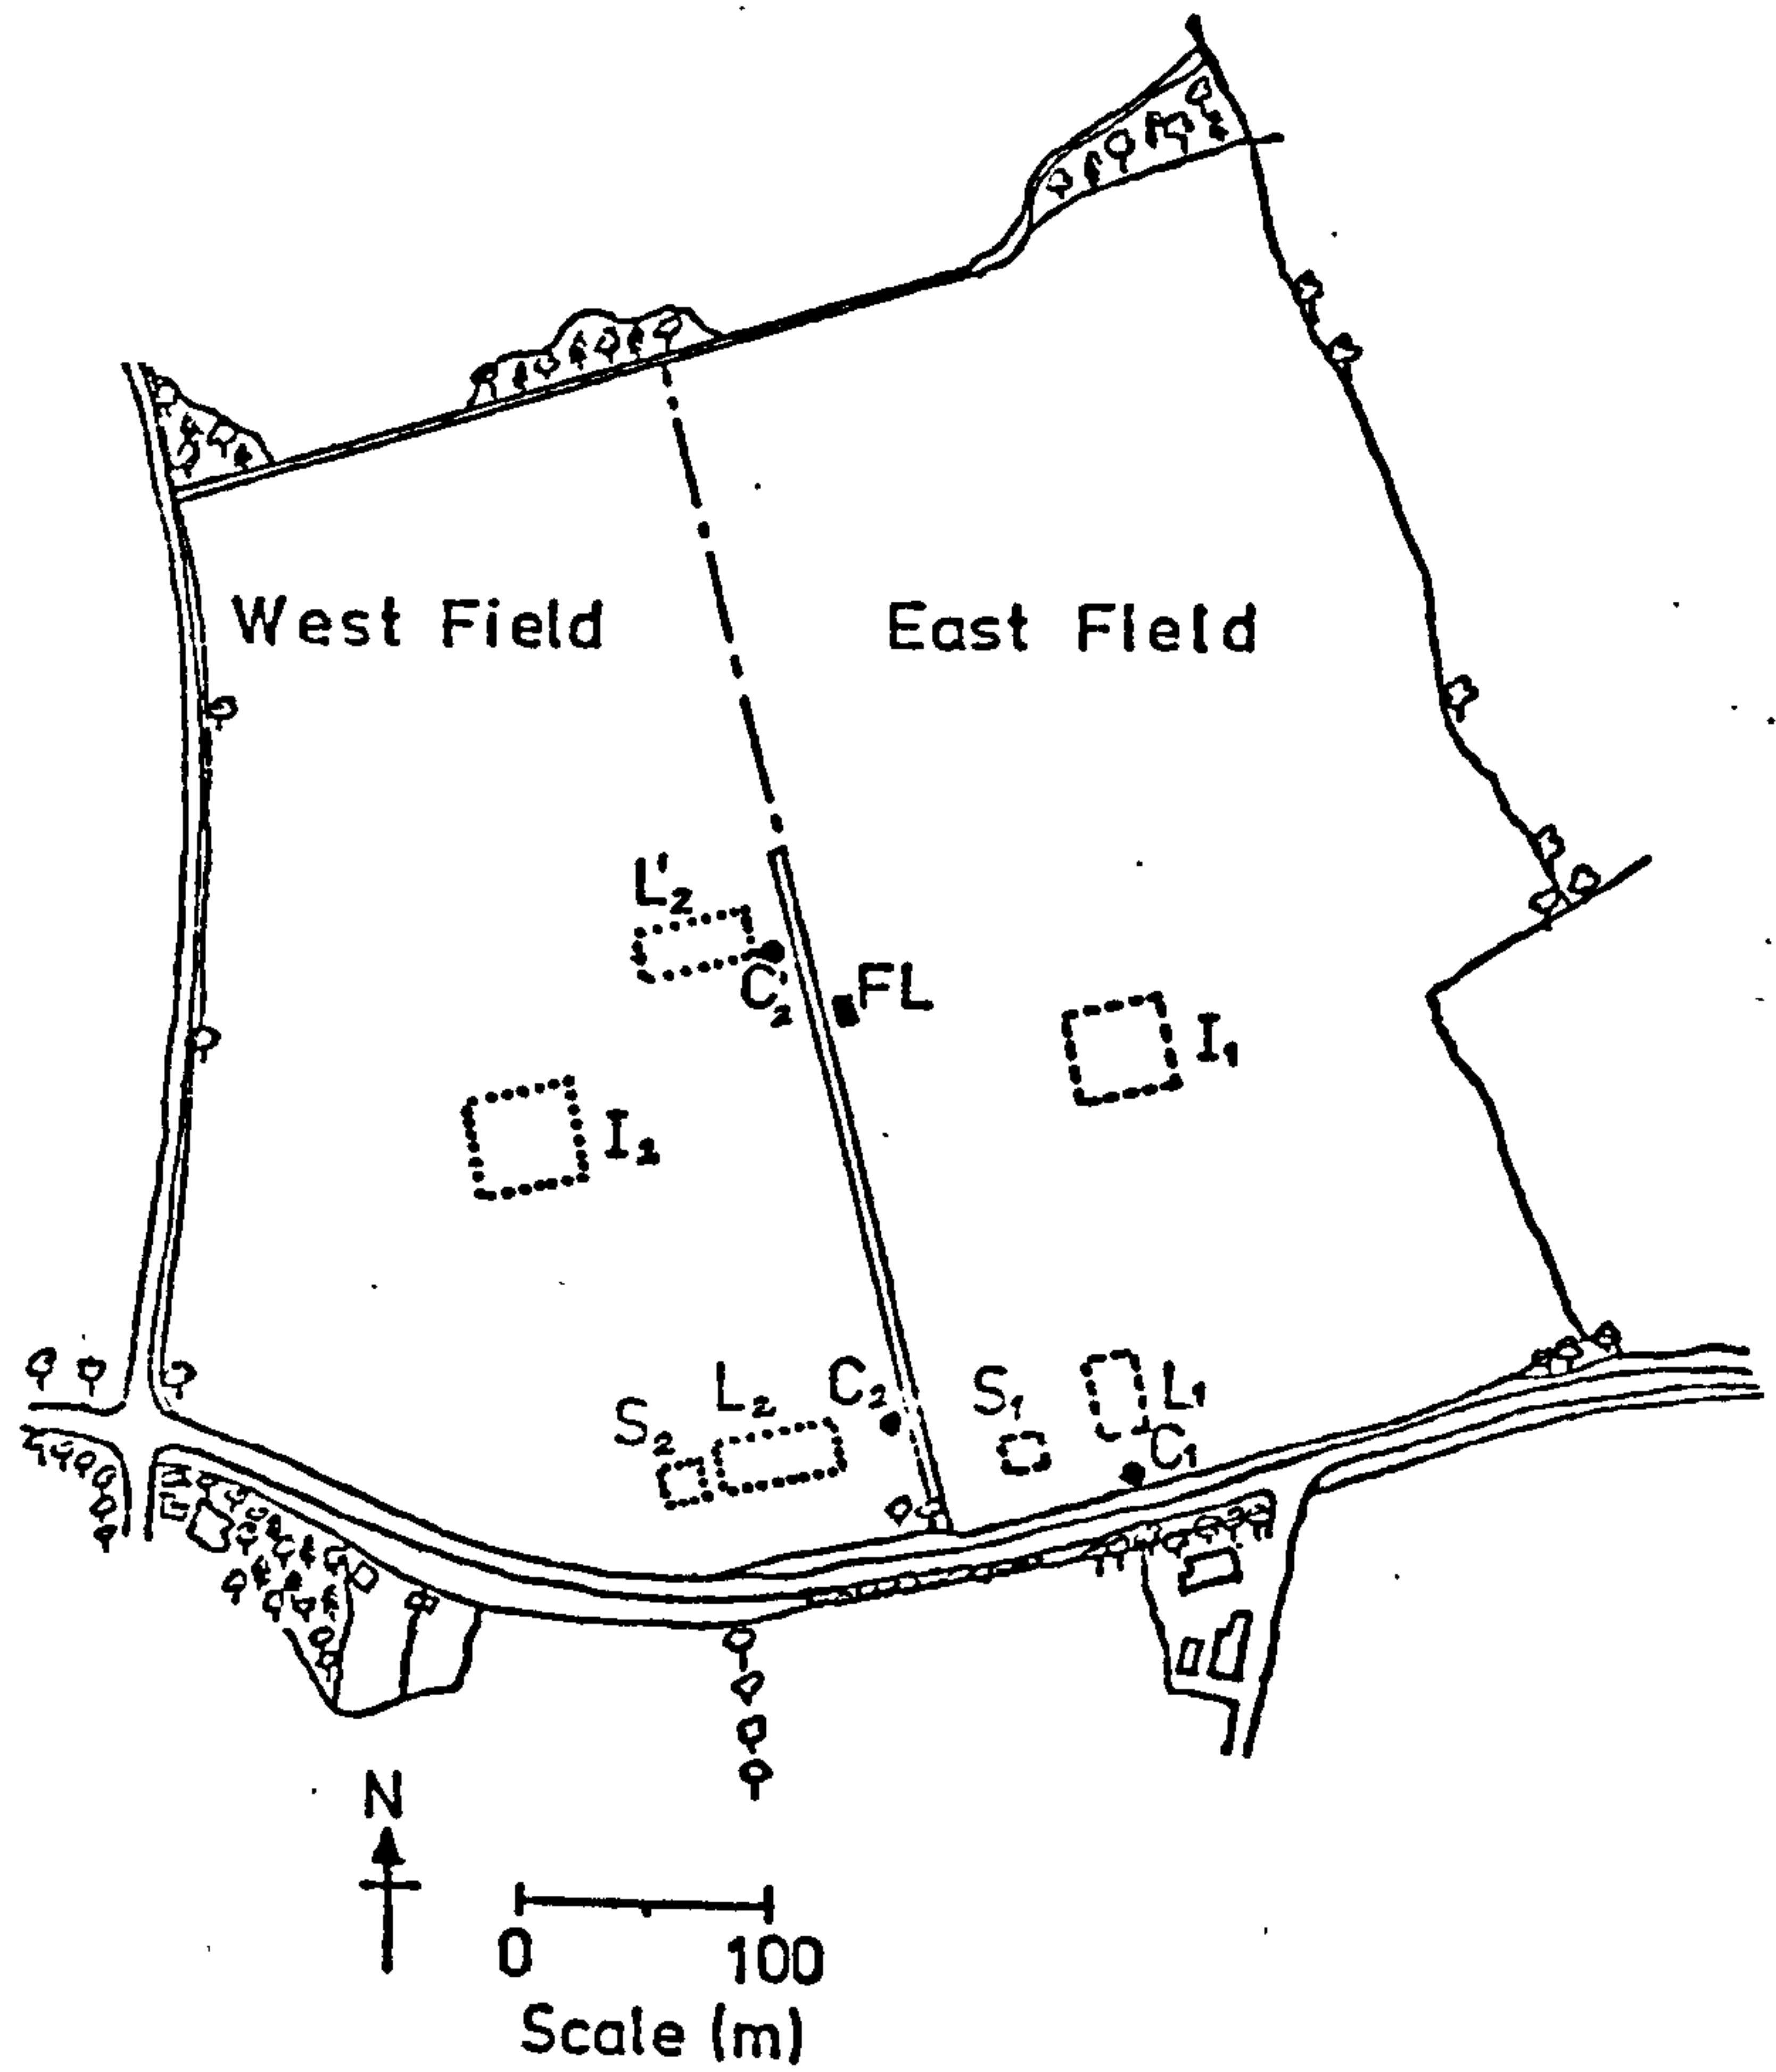 West Field
East Field
L'₂
C'₂
FL
I₁
I₂
S₂
L₂
C₂
S₁
L₁
C₁
N
0
100
Scale (m)